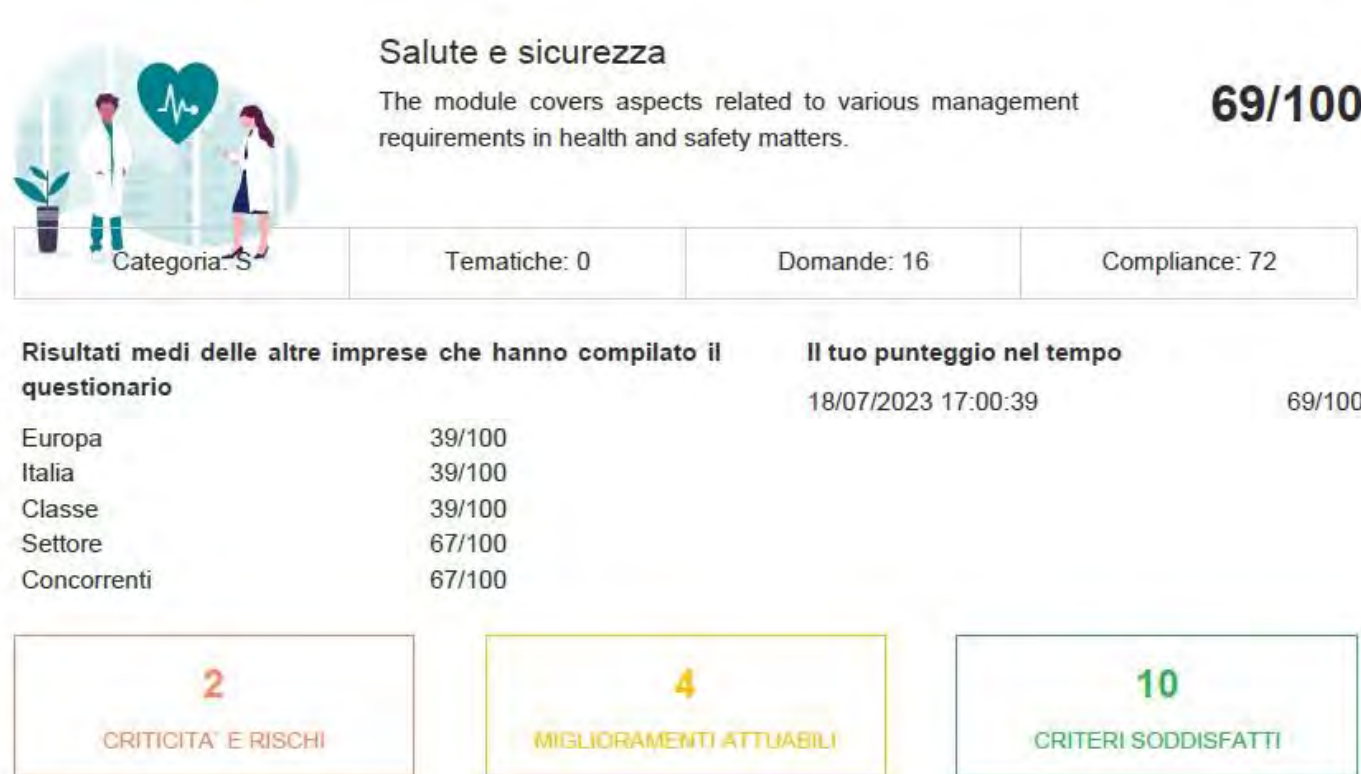 Salute e sicurezza
The module covers aspects related to various management
requirements in health and safety matters.
69/100
Categoria: S
Tematiche: 0
Domande: 16
Compliance: 72
Risultati medi delle altre imprese che hanno compilato il
questionario
Europa 39/100
Italia 39/100
Classe 39/100
Settore 67/100
Concorrenti 67/100
Il tuo punteggio nel tempo
18/07/2023 17:00:39 69/100
2
CRITICITA' E RISCHI
4
MIGLIORAMENTI ATTUABILI
10
CRITERI SODDISFATTI